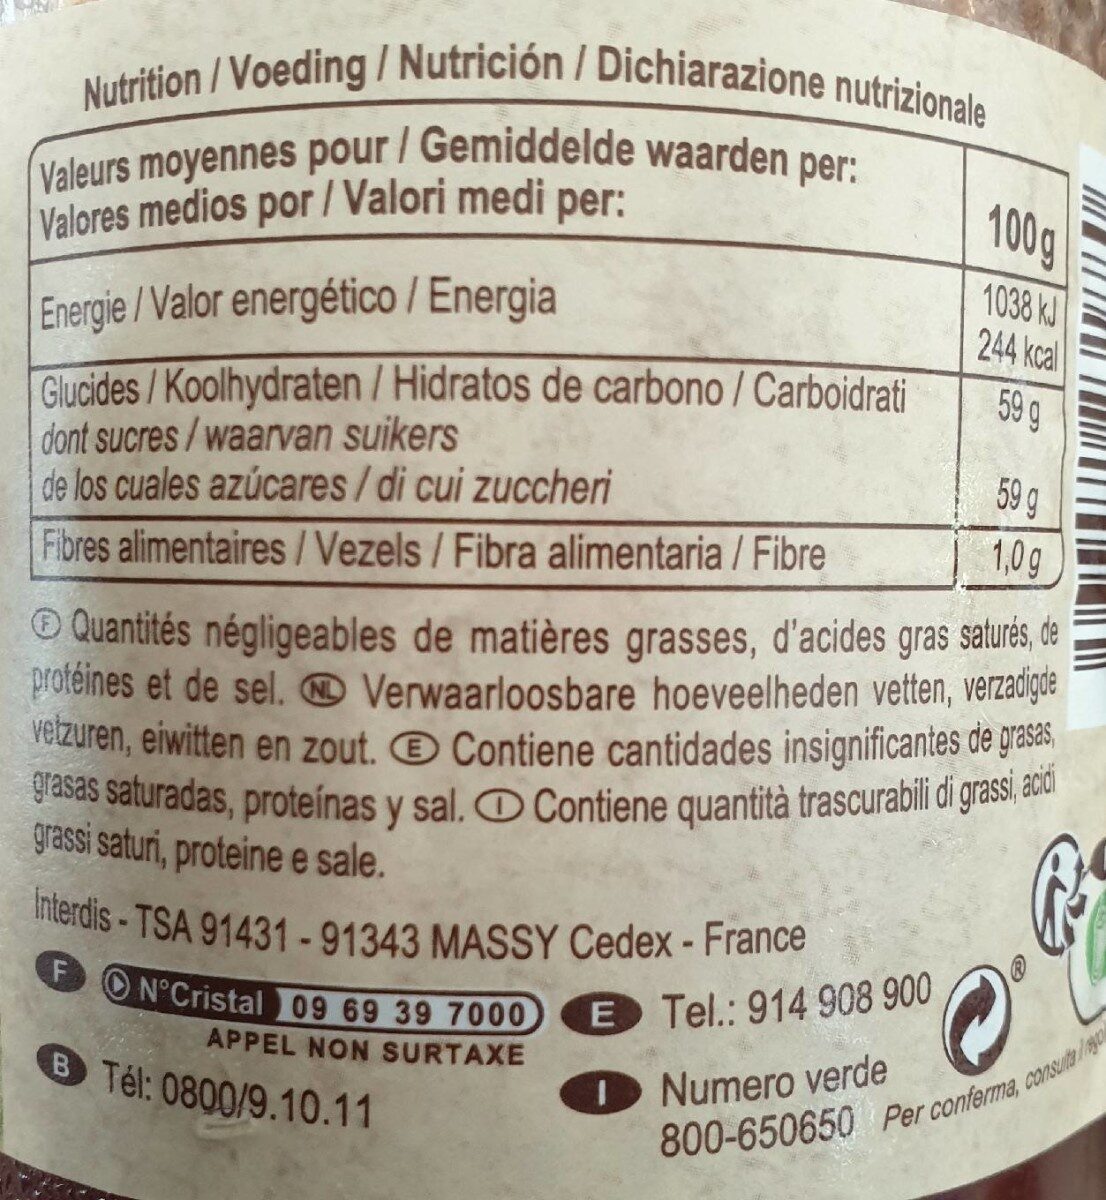 Nutrition / Voeding / Nutrición / Dichiarazione nutrizionale
Valeurs moyennes pour / Gemiddelde waarden per:
Valores medios por / Valori medi per:
100g
Energie / Valor energético / Energia
1038 kJ
244 kcal
Glucides / Koolhydraten / Hidratos de carbono / Carboidrati
59 g
dont sucres / waarvan suikers
de los cuales azúcares / di cui zuccheri
59 g
Fibres alimentaires / Vezels / Fibra alimentaria / Fibre
1,0 g
F Quantités négligeables de matières grasses, d'acides gras saturés, de
protéines et de sel. NL Verwaarloosbare hoeveelheden vetten, verzadigde
vetzuren, eiwitten en zout. E Contiene cantidades insignificantes de grasas,
grasas saturadas, proteínas y sal. I Contiene quantità trascurabili di grassi, acidi
grassi saturi, proteine e sale.
Interdis - TSA 91431 - 91343 MASSY Cedex - France
F N°Cristal 09 69 39 7000
APPEL NON SURTAXE
B Tél: 0800/9.10.11
E Tel.: 914 908 900
I Numero verde
800-650650
®
Per conferma, consulta il